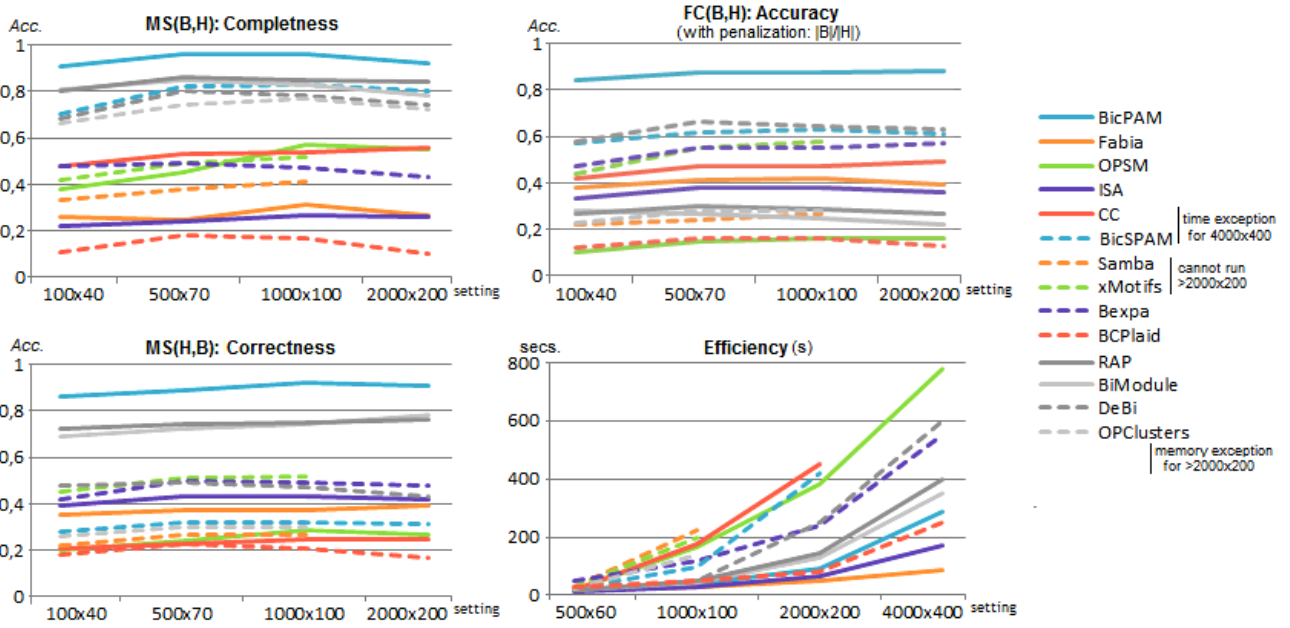 MS(B,H): Completness
Acc.
1
0,8
0,6
0,4
0,2
0
100x40 500x70 1000x100 2000x200 setting
FC(B,H): Accuracy
(with penalization: |B|/|H|)
Acc.
1
0,8
0,6
0,4
0,2
0
100x40 500x70 1000x100 2000x200 setting
MS(H,B): Correctness
Acc.
1
0,8
0,6
0,4
0,2
0
100x40 500x70 1000x100 2000x200 setting
Efficiency (s)
secs.
800
600
400
200
0
500x60 1000x100 2000x200 4000x400 setting
BicPAM
Fabia
OPSM
ISA
CC
BicSPAM
time exception
for 4000x400
Samba
xMotifs
cannot run
>2000x200
Bexpa
BCPlaid
RAP
BiModule
DeBi
OPClusters
memory exception
for >2000x200